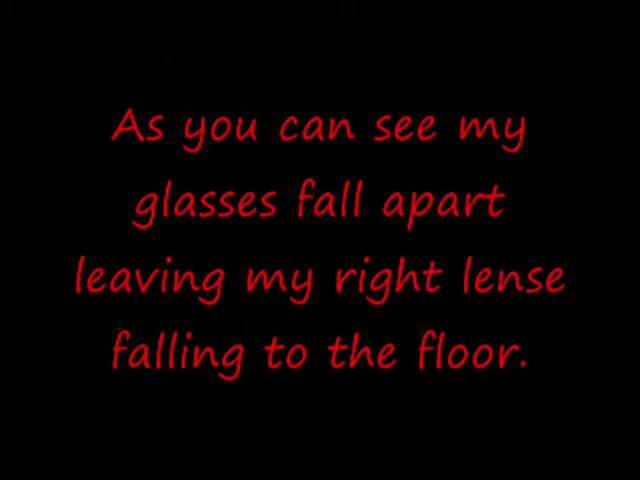 As you can see my
glasses fall apart
leaving my right lense
falling to the floor.